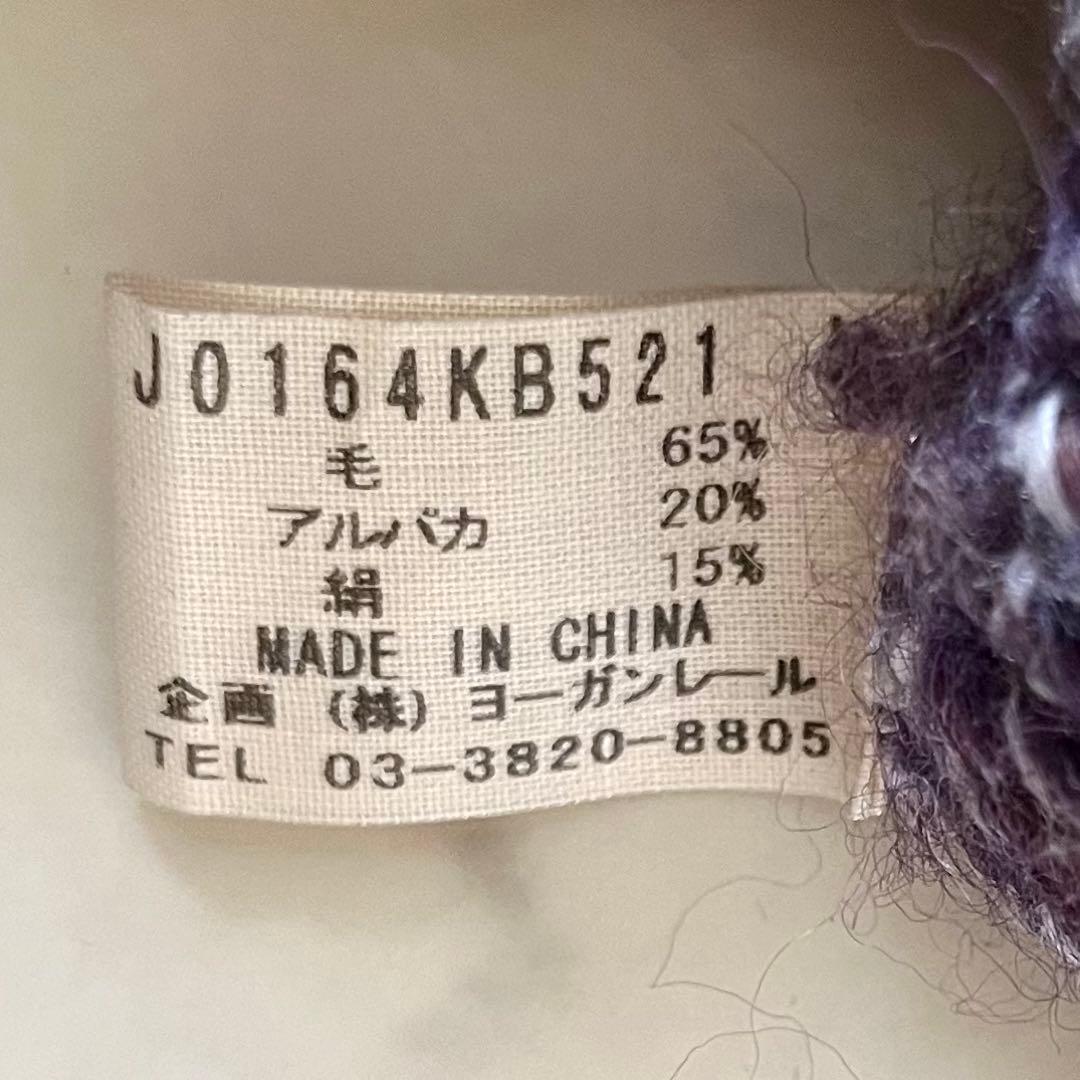 J0164KB521
毛 65%
アルパカ 20%
絹 15%
MADE IN CHINA
企画 (株) ヨーガンレール
TEL 03-3820-8805